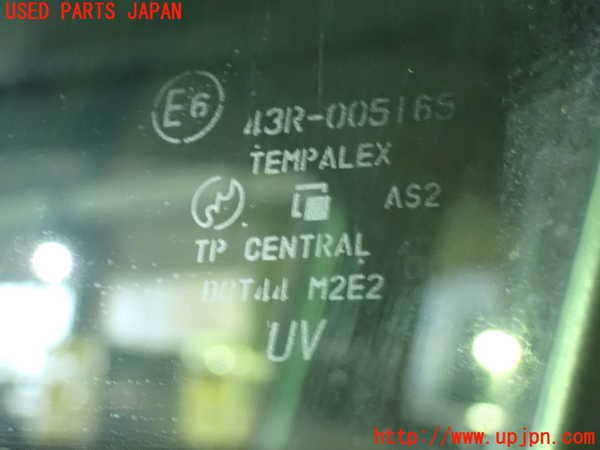 USED PARTS JAPAN
E6 43R-005165
TEMPALEX
AS2
TP CENTRAL
DOT44 M2E2
UV
http://www.upjpn.com/